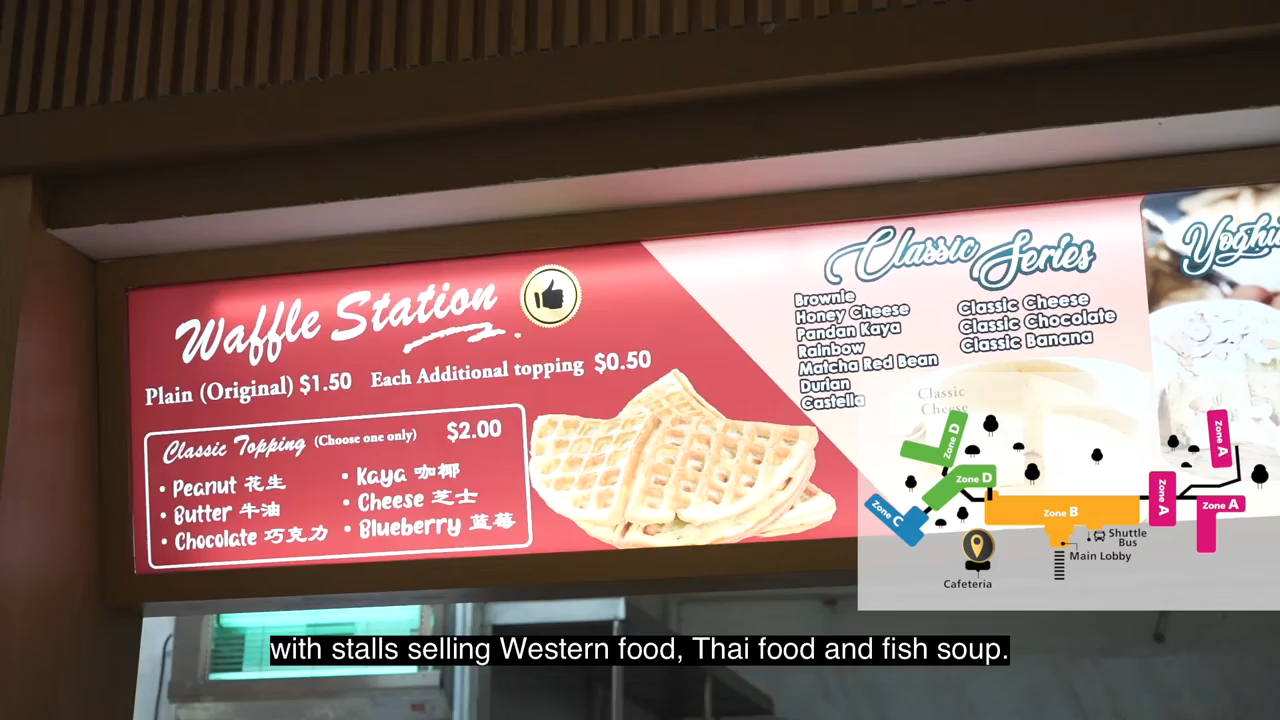 Waffle Station
Plain (Original) $1.50 Each Additional topping $0.50
Classic Topping (Choose one only) $2.00
• Peanut 花生
• Butter 牛油
• Chocolate 巧克力
• Kaya 咖椰
• Cheese 芝士
• Blueberry 蓝莓
Classic Series
Brownie
Honey Cheese
Pandan Kaya
Rainbow
Matcha Red Bean
Durian
Castella
Classic Cheese
Classic Chocolate
Classic Banana
Classic
Cheese
Zone D
Zone D
Zone C
Zone B
Zone A
Zone A
Zone A
Shuttle
Bus
Main Lobby
Cafeteria
with stalls selling Western food, Thai food and fish soup.